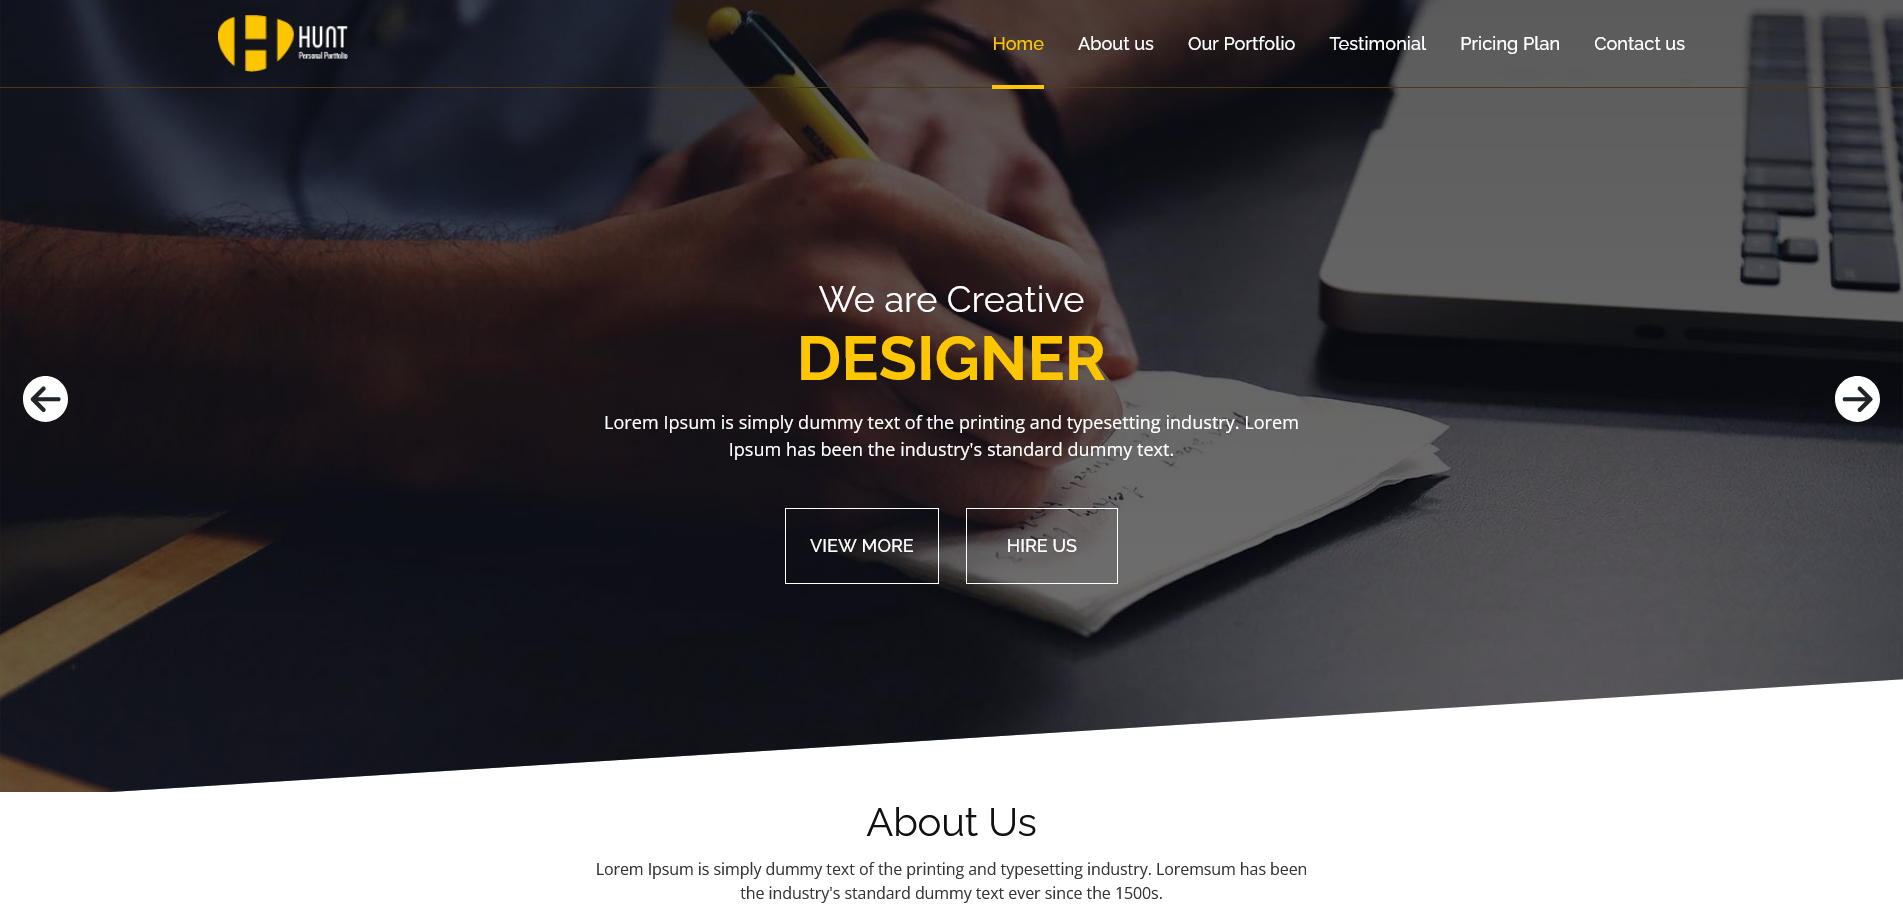 HUNT
Personal Portfolio
Home About us Our Portfolio Testimonial Pricing Plan Contact us
We are Creative
DESIGNER
Lorem Ipsum is simply dummy text of the printing and typesetting industry. Lorem
Ipsum has been the industry's standard dummy text.
VIEW MORE HIRE US
About Us
Lorem Ipsum is simply dummy text of the printing and typesetting industry. Loremsum has been
the industry's standard dummy text ever since the 1500s.